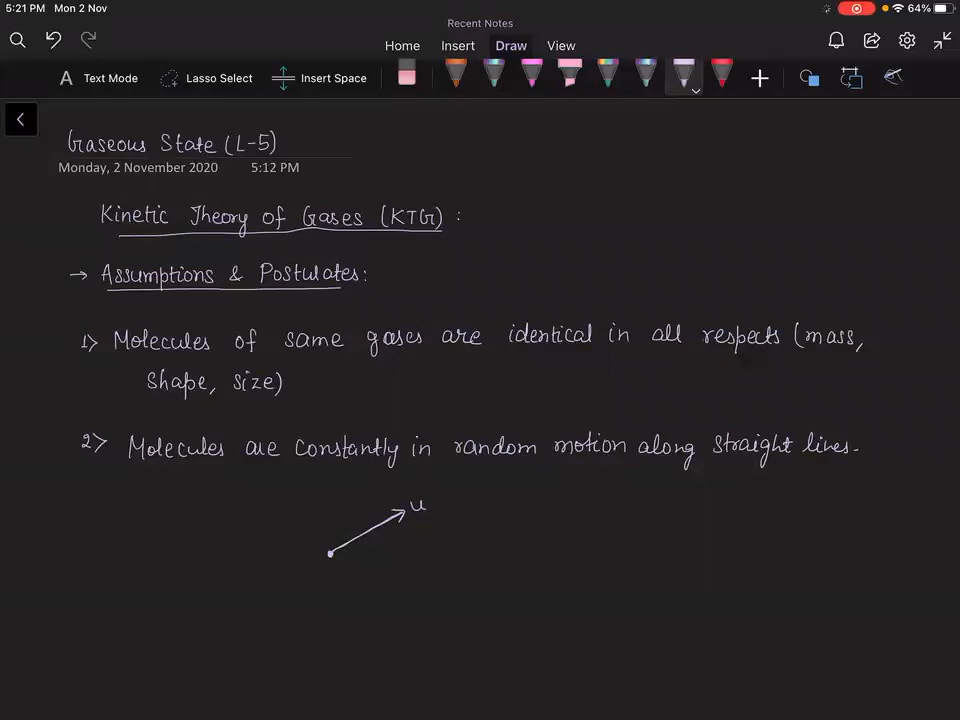 5:21 PM Mon 2 Nov
64%
Recent Notes
Home Insert Draw View
A Text Mode Lasso Select Insert Space
Gaseous State (L-5)
Monday, 2 November 2020 5:12 PM
Kinetic Theory of Gases (KTG) :
→ Assumptions & Postulates:
1> Molecules of same gases are identical in all respects (mass,
shape, size)
2> Molecules are constantly in random motion along straight lines.
u